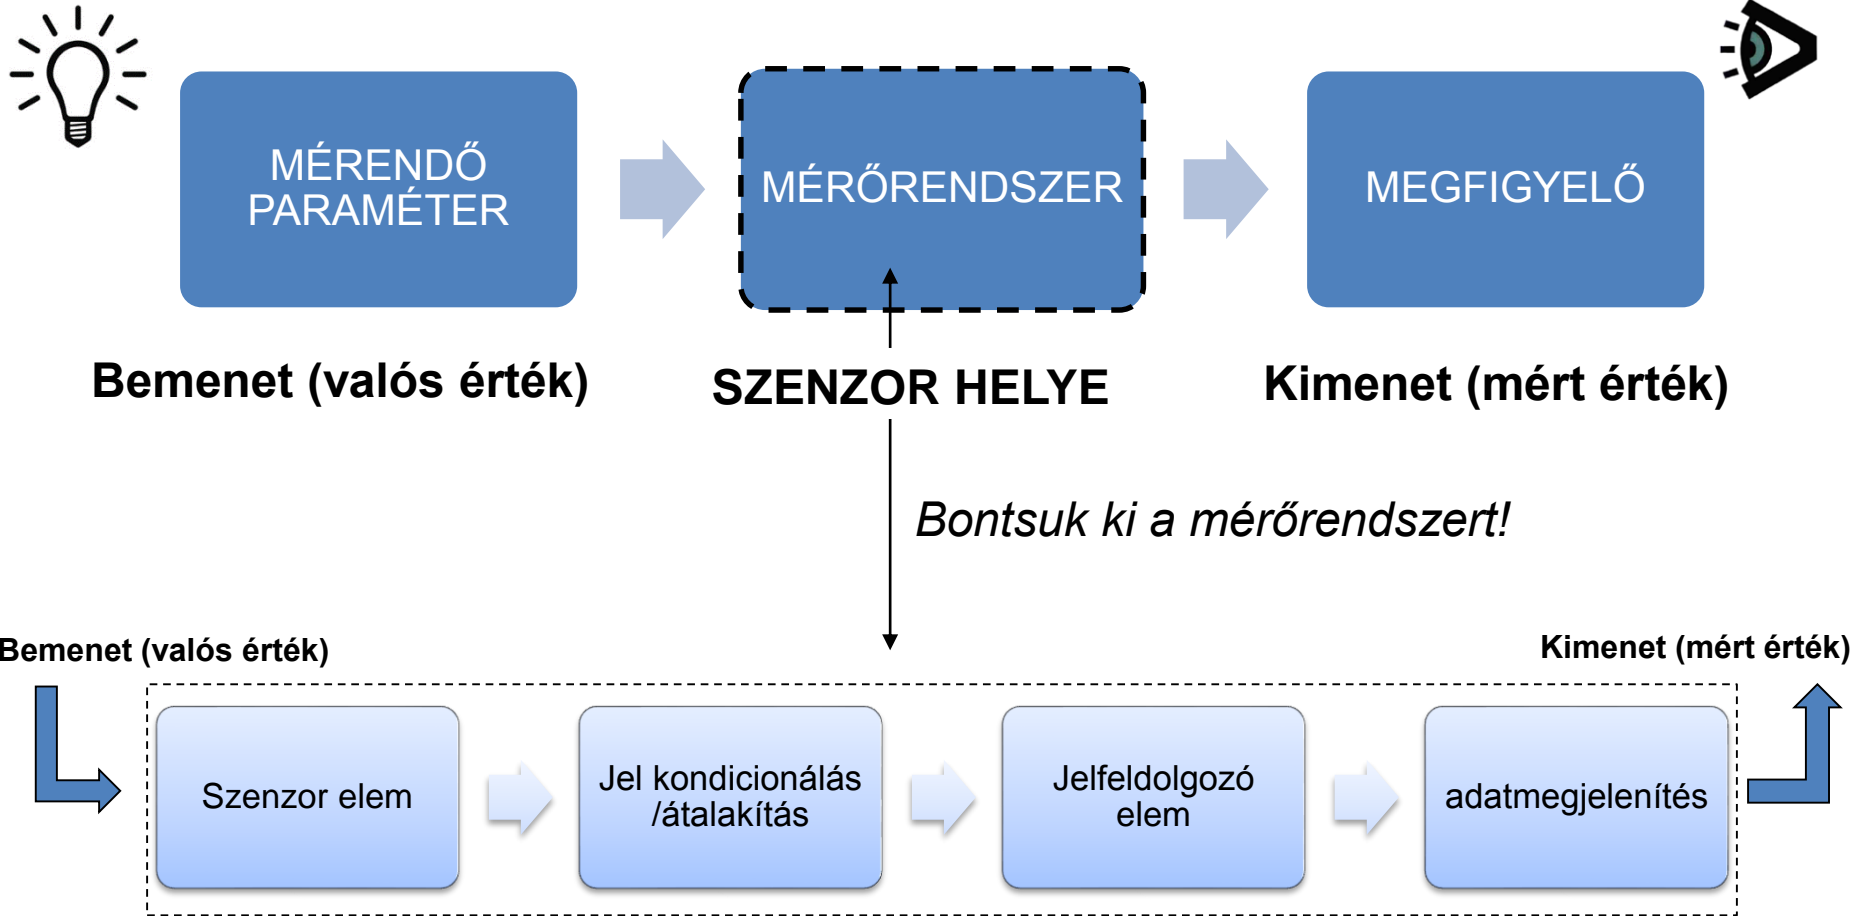 MÉRENDŐ
PARAMÉTER
MÉRŐRENDSZER
MEGFIGYELŐ
Bemenet (valós érték)
SZENZOR HELYE
Kimenet (mért érték)
Bontsuk ki a mérőrendszert!
Bemenet (valós érték)
Kimenet (mért érték)
Szenzor elem
Jel kondicionálás
/átalakítás
Jelfeldolgozó
elem
adatmegjelenítés